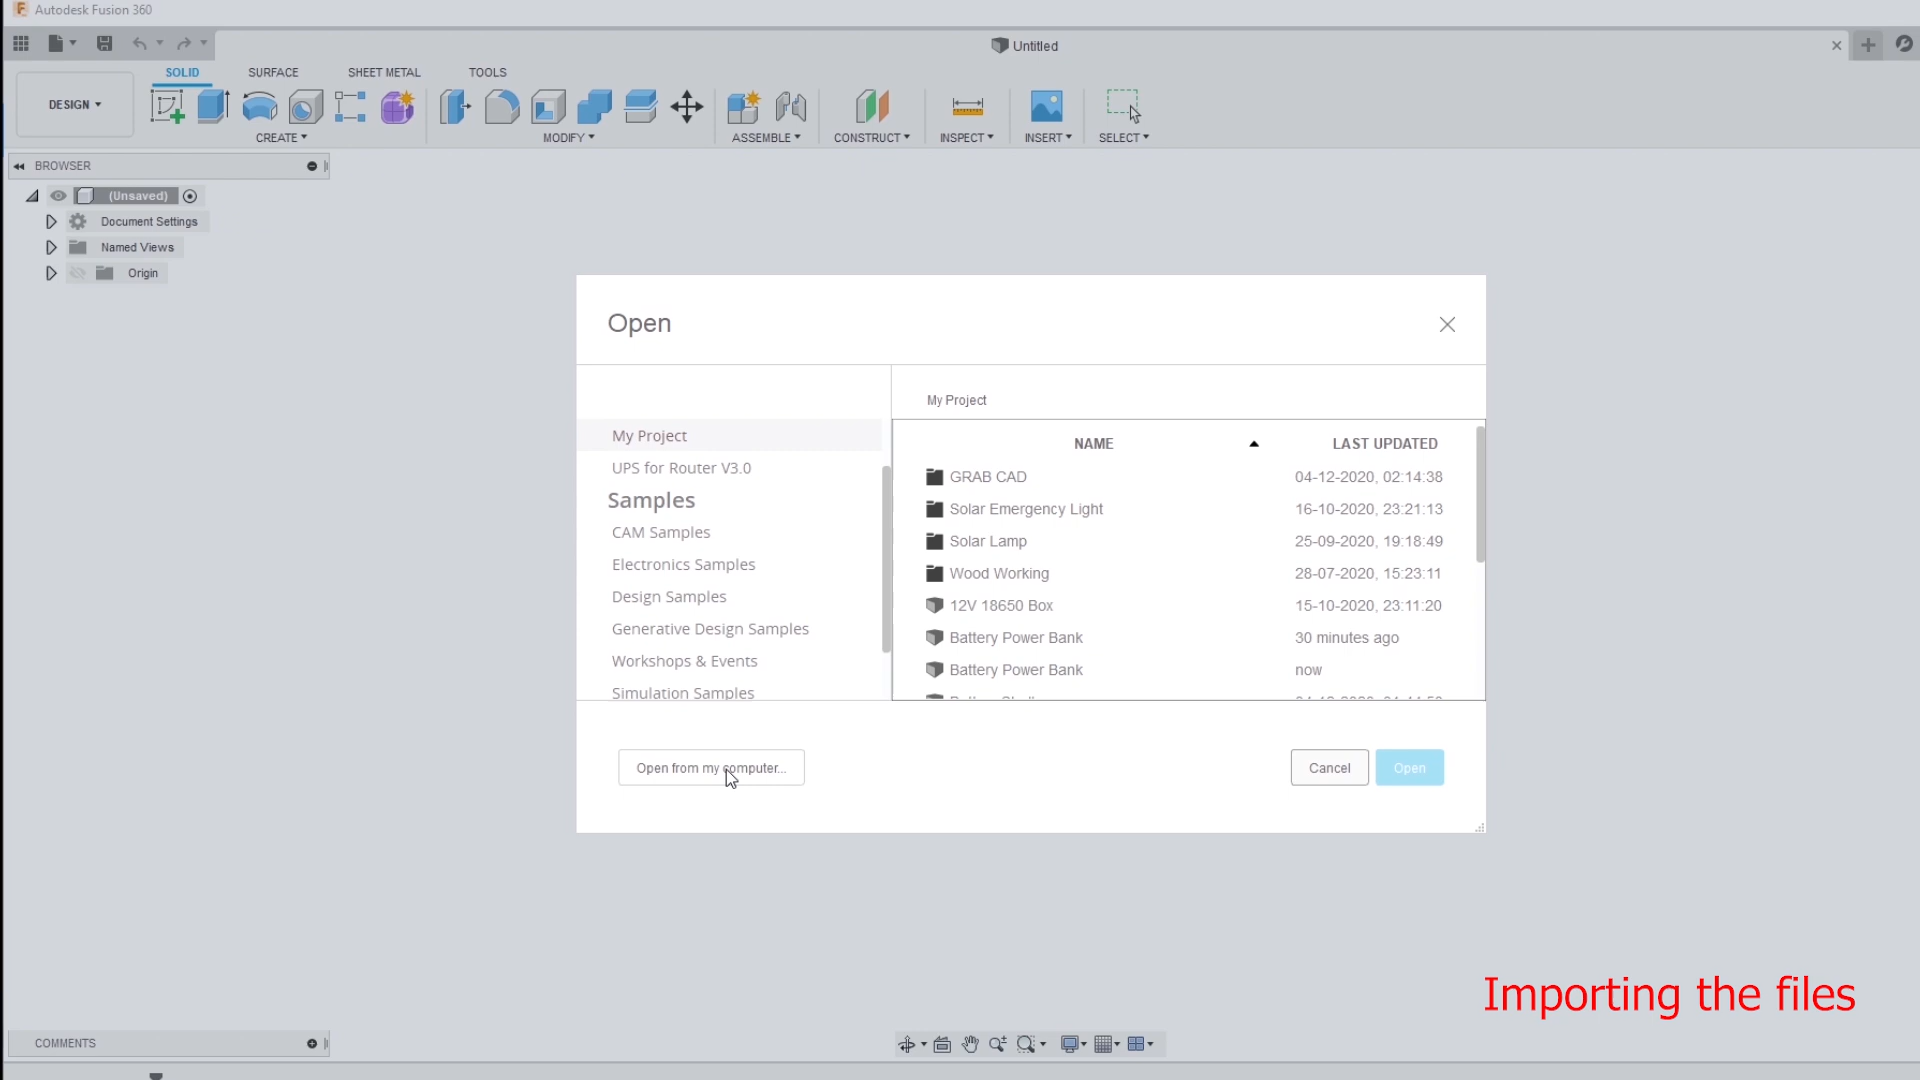 Autodesk Fusion 360
Untitled
SOLID SURFACE SHEET METAL TOOLS
DESIGN
CREATE MODIFY ASSEMBLE CONSTRUCT INSPECT INSERT SELECT
BROWSER
(Unsaved)
Document Settings
Named Views
Origin
Open
My Project
My Project
UPS for Router V3.0
Samples
CAM Samples
Electronics Samples
Design Samples
Generative Design Samples
Workshops & Events
Simulation Samples
NAME LAST UPDATED
GRAB CAD 04-12-2020, 02:14:38
Solar Emergency Light 16-10-2020, 23:21:13
Solar Lamp 25-09-2020, 19:18:49
Wood Working 28-07-2020, 15:23:11
12V 18650 Box 15-10-2020, 23:11:20
Battery Power Bank 30 minutes ago
Battery Power Bank now
Open from my computer...
Cancel Open
Importing the files
COMMENTS